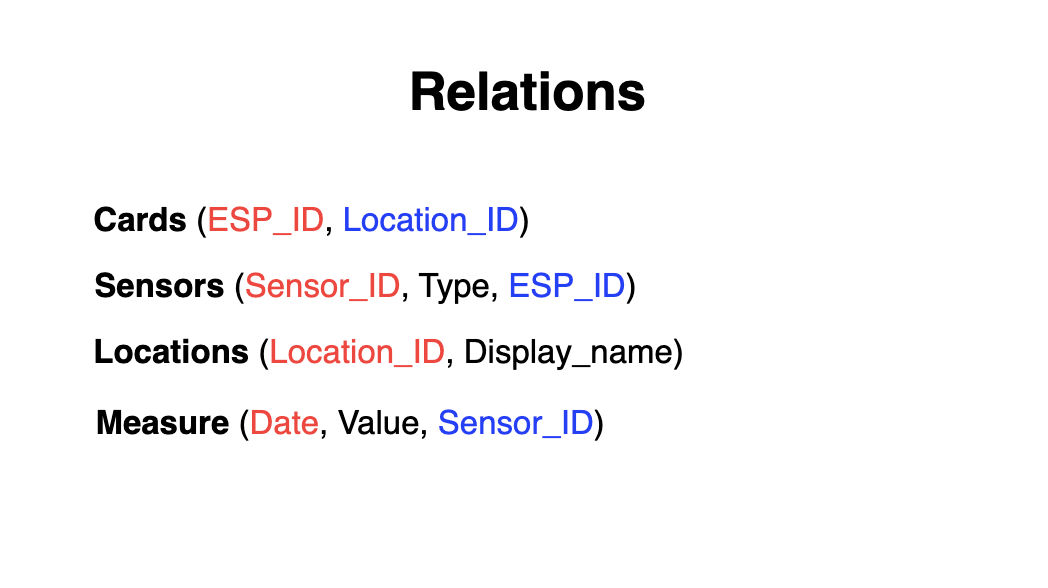 Relations
Cards (ESP_ID, Location_ID)
Sensors (Sensor_ID, Type, ESP_ID)
Locations (Location_ID, Display_name)
Measure (Date, Value, Sensor_ID)